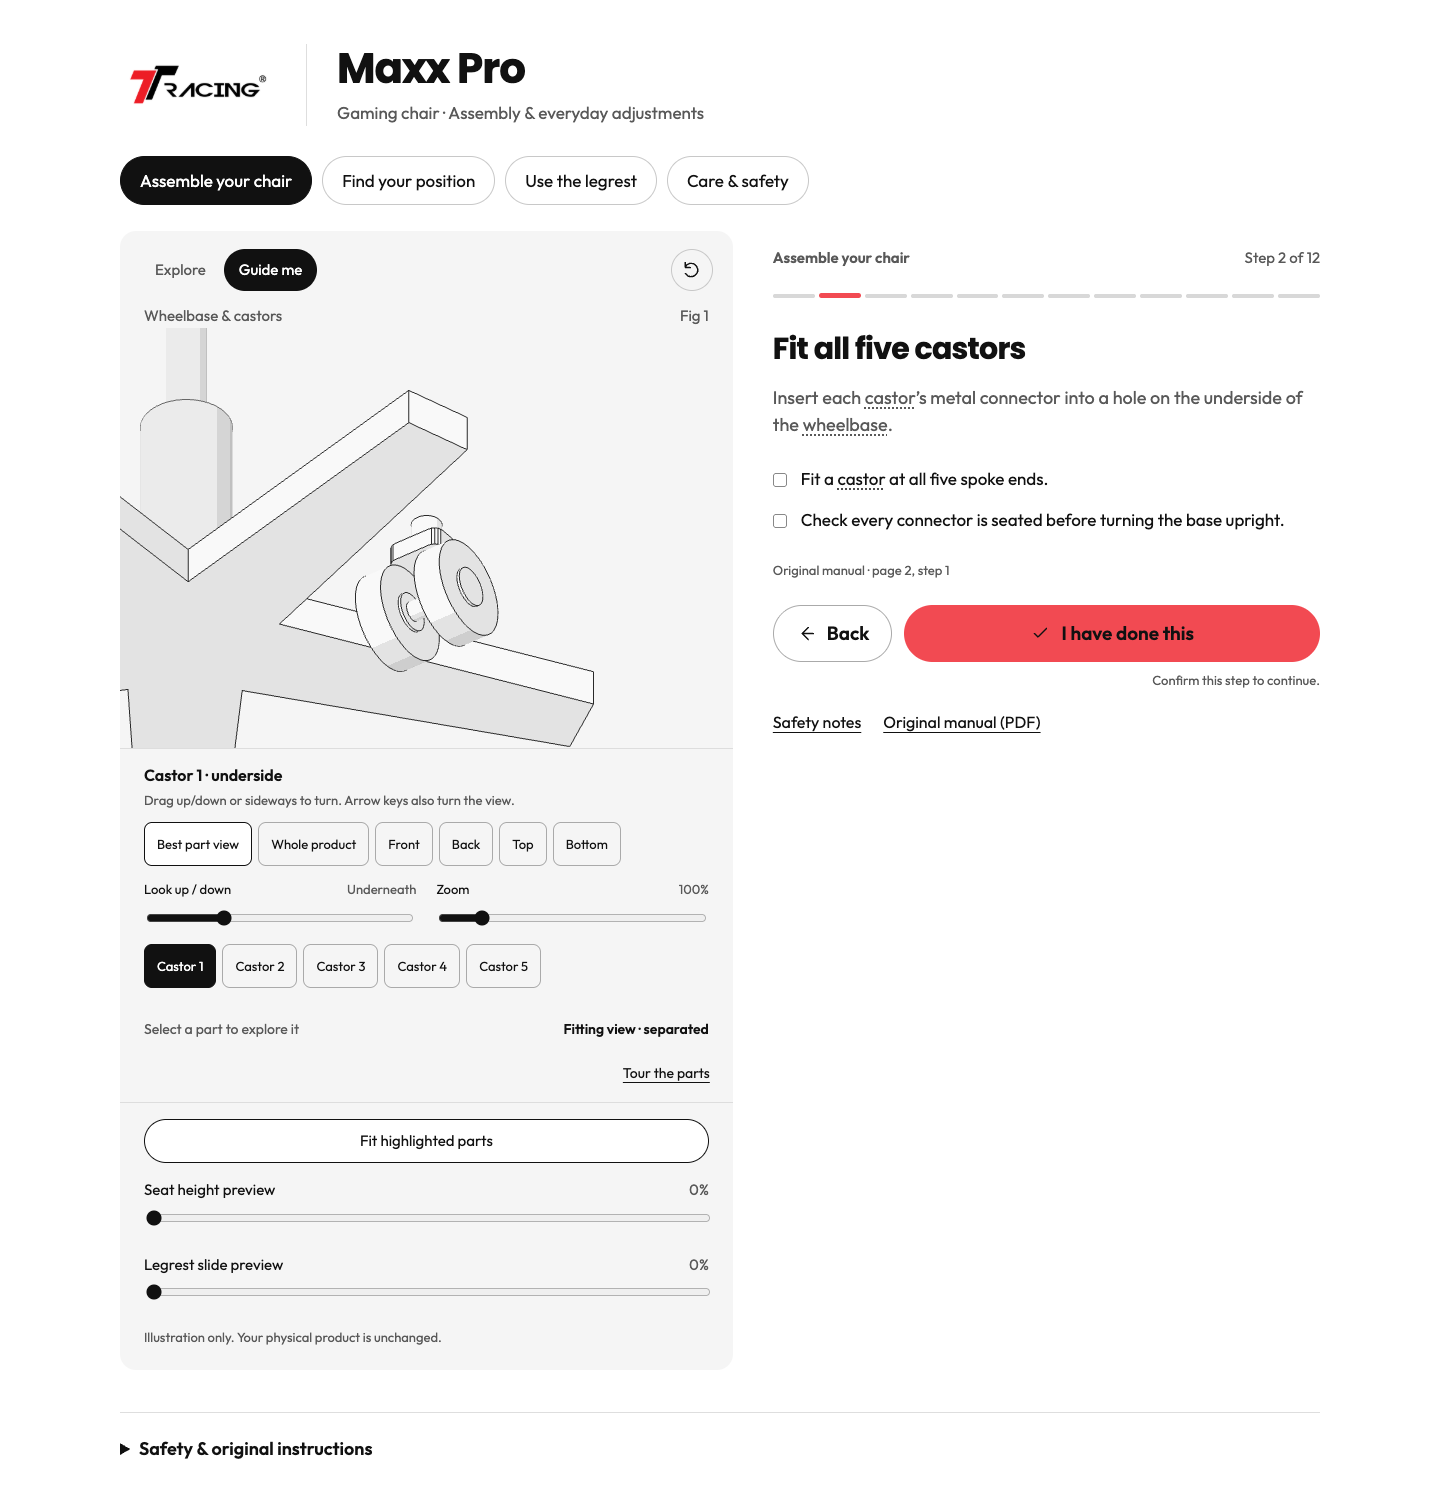 TTRACING®
Maxx Pro
Gaming chair · Assembly & everyday adjustments
Assemble your chair
Find your position
Use the legrest
Care & safety
Explore
Guide me
Wheelbase & castors
Fig 1
Castor 1 · underside
Drag up/down or sideways to turn. Arrow keys also turn the view.
Best part view
Whole product
Front
Back
Top
Bottom
Look up / down
Underneath
Zoom
100%
Castor 1
Castor 2
Castor 3
Castor 4
Castor 5
Select a part to explore it
Fitting view · separated
Tour the parts
Fit highlighted parts
Seat height preview
0%
Legrest slide preview
0%
Illustration only. Your physical product is unchanged.
Assemble your chair
Step 2 of 12
Fit all five castors
Insert each castor’s metal connector into a hole on the underside of
the wheelbase.
Fit a castor at all five spoke ends.
Check every connector is seated before turning the base upright.
Original manual · page 2, step 1
Back
I have done this
Confirm this step to continue.
Safety notes
Original manual (PDF)
Safety & original instructions